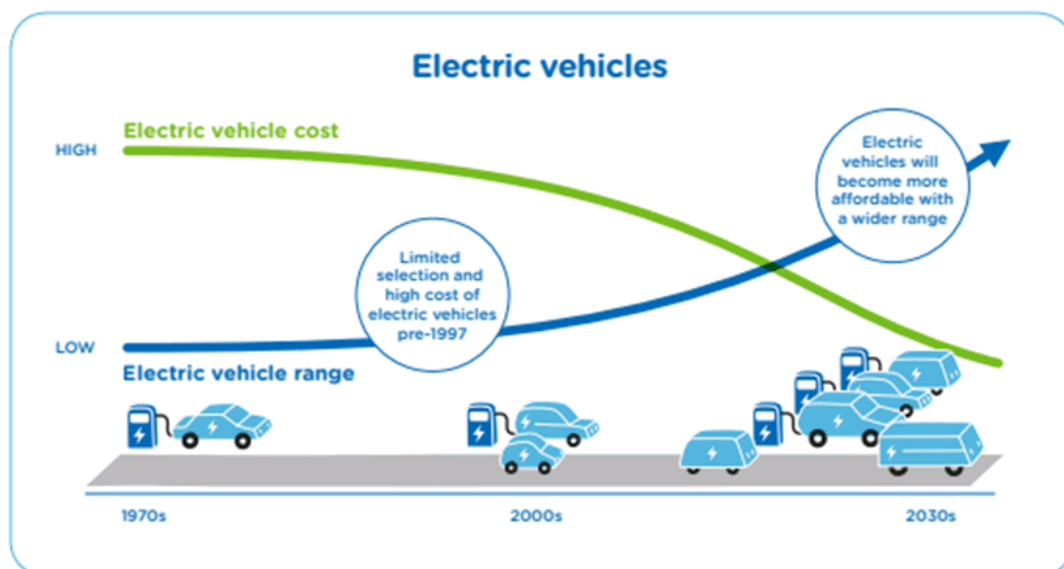 Electric vehicles
Electric vehicle cost
HIGH
Electric
vehicles will
become more
affordable with
a wider range
Limited
selection and
high cost of
electric vehicles
pre-1997
LOW
Electric vehicle range
1970s
2000s
2030s